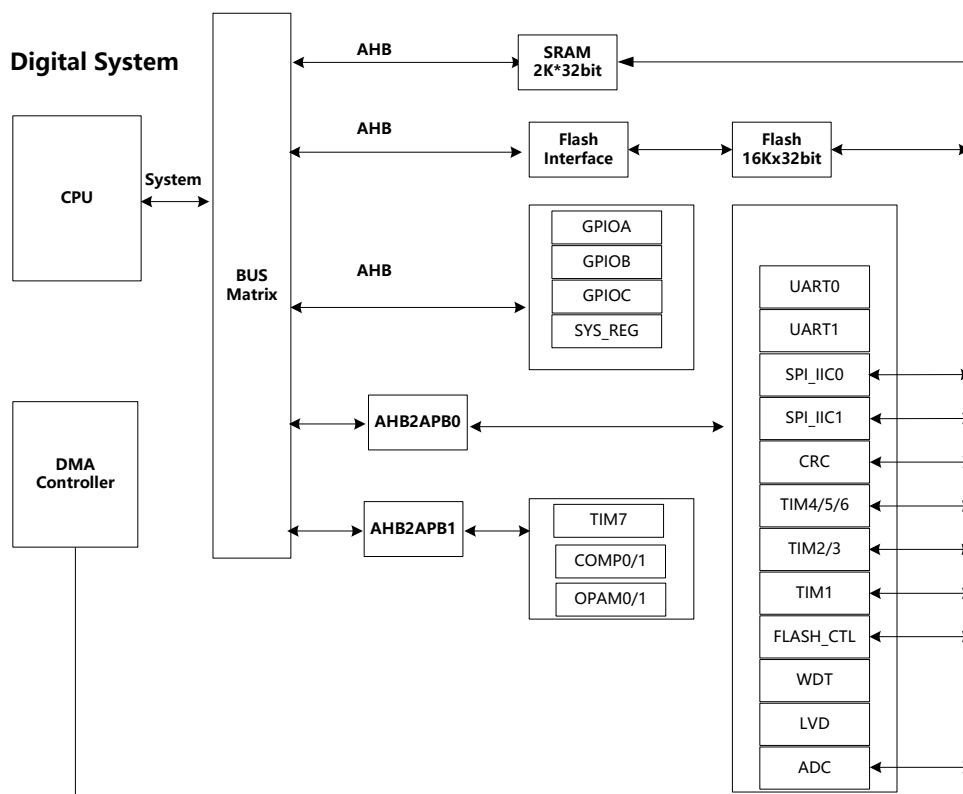 Digital System
CPU
System
BUS
Matrix
DMA
Controller
AHB
SRAM
2K*32bit
AHB
Flash
Interface
Flash
16Kx32bit
AHB
GPIOA
GPIOB
GPIOC
SYS_REG
AHB2APB0
AHB2APB1
TIM7
COMP0/1
OPAM0/1
UART0
UART1
SPI_IIC0
SPI_IIC1
CRC
TIM4/5/6
TIM2/3
TIM1
FLASH_CTL
WDT
LVD
ADC